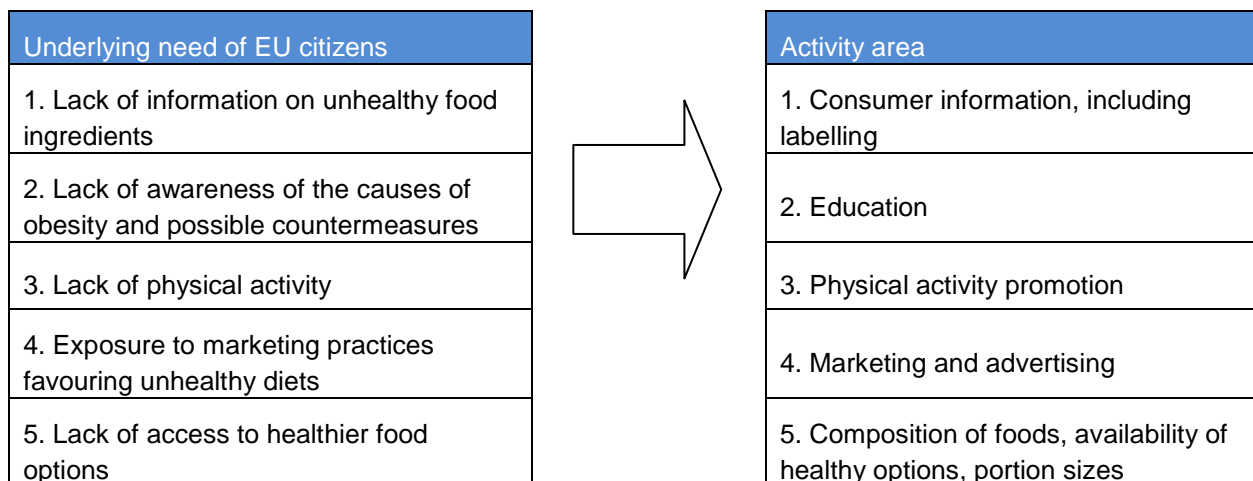 Underlying need of EU citizens
1. Lack of information on unhealthy food
ingredients
2. Lack of awareness of the causes of
obesity and possible countermeasures
3. Lack of physical activity
4. Exposure to marketing practices
favouring unhealthy diets
5. Lack of access to healthier food
options
Activity area
1. Consumer information, including
labelling
2. Education
3. Physical activity promotion
4. Marketing and advertising
5. Composition of foods, availability of
healthy options, portion sizes